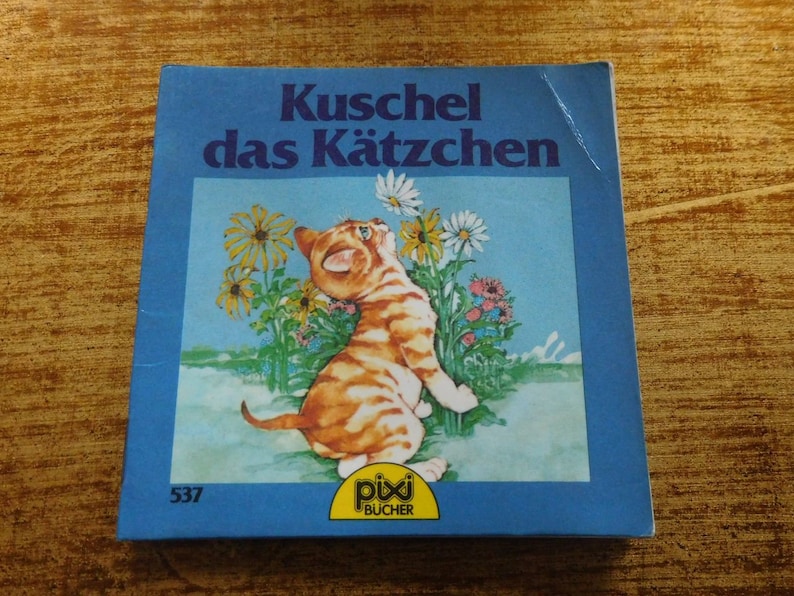 Kuschel
das Kätzchen
537
pixi
BÜCHER